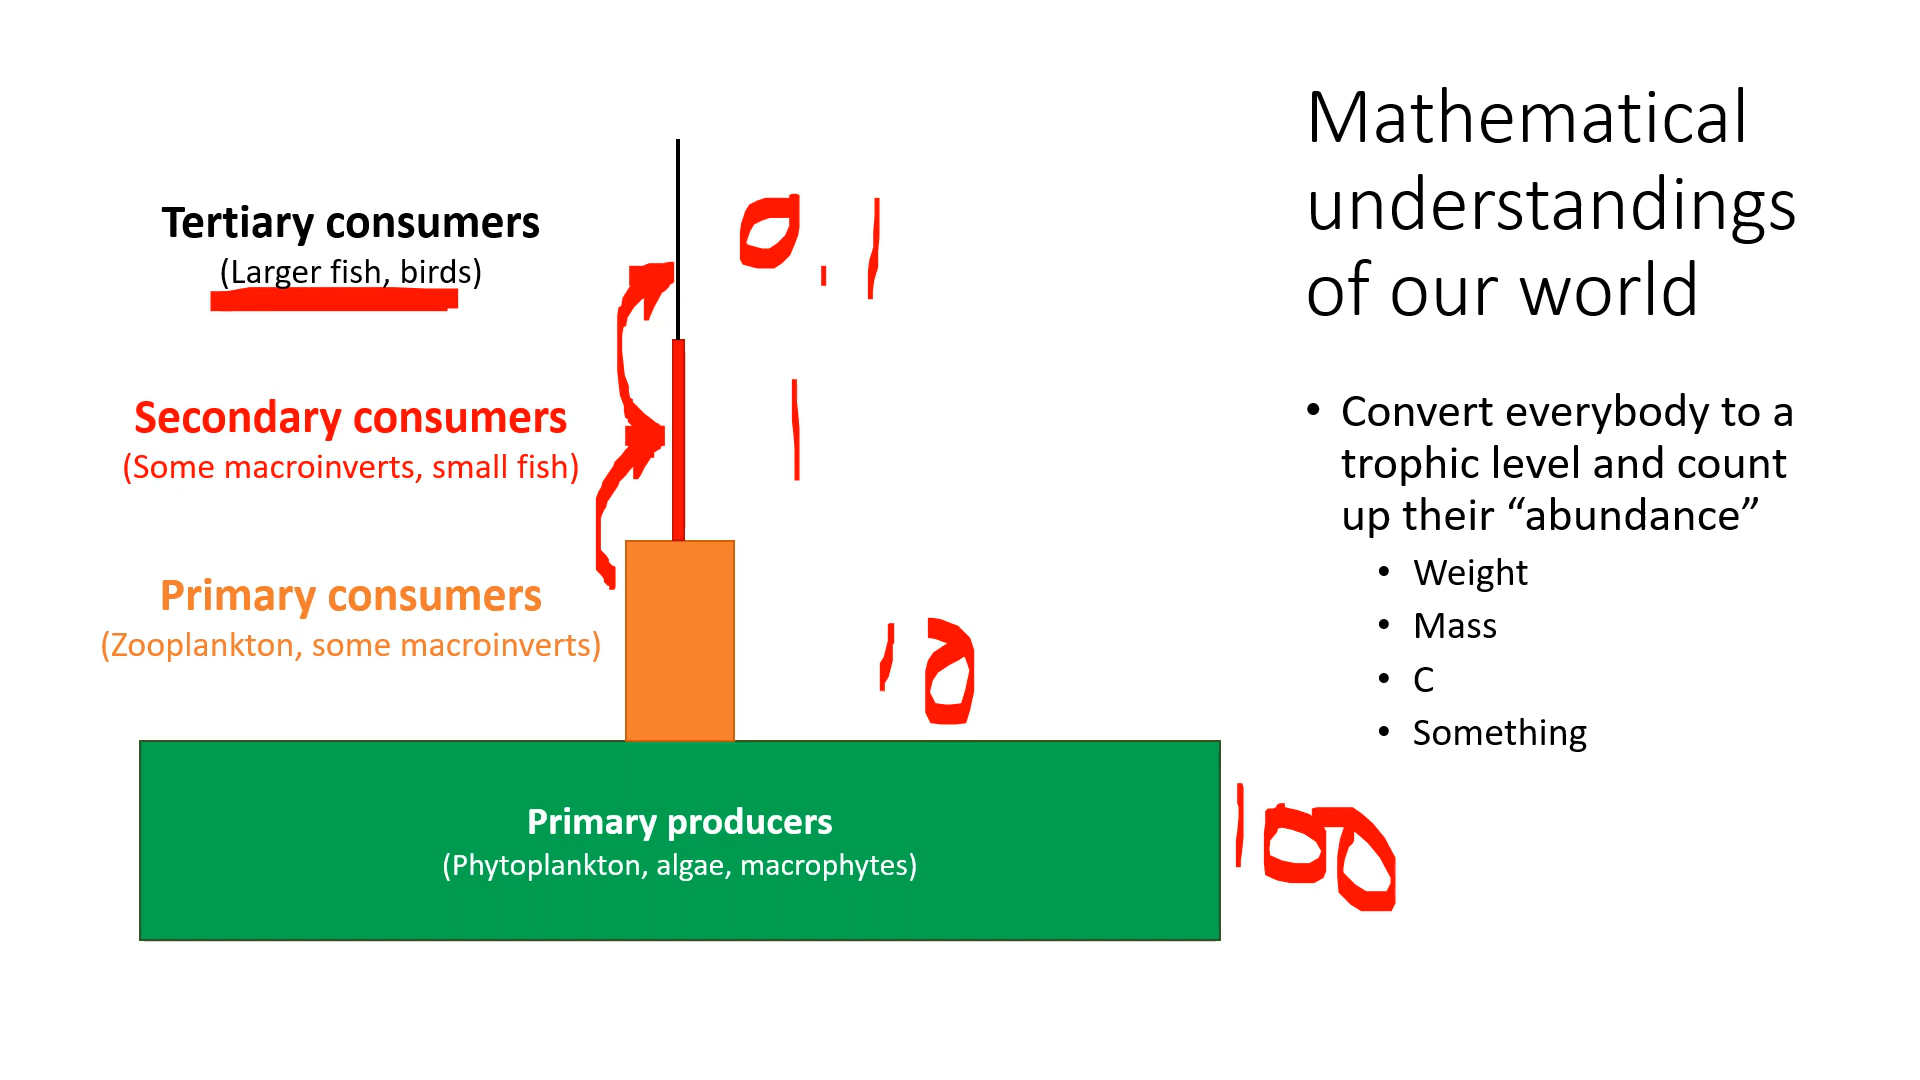 Mathematical
understandings
of our world
Tertiary consumers
(Larger fish, birds)
0.1
Secondary consumers
(Some macroinverts, small fish)
1
Primary consumers
(Zooplankton, some macroinverts)
10
Primary producers
(Phytoplankton, algae, macrophytes)
100
• Convert everybody to a
trophic level and count
up their “abundance”
• Weight
• Mass
• C
• Something